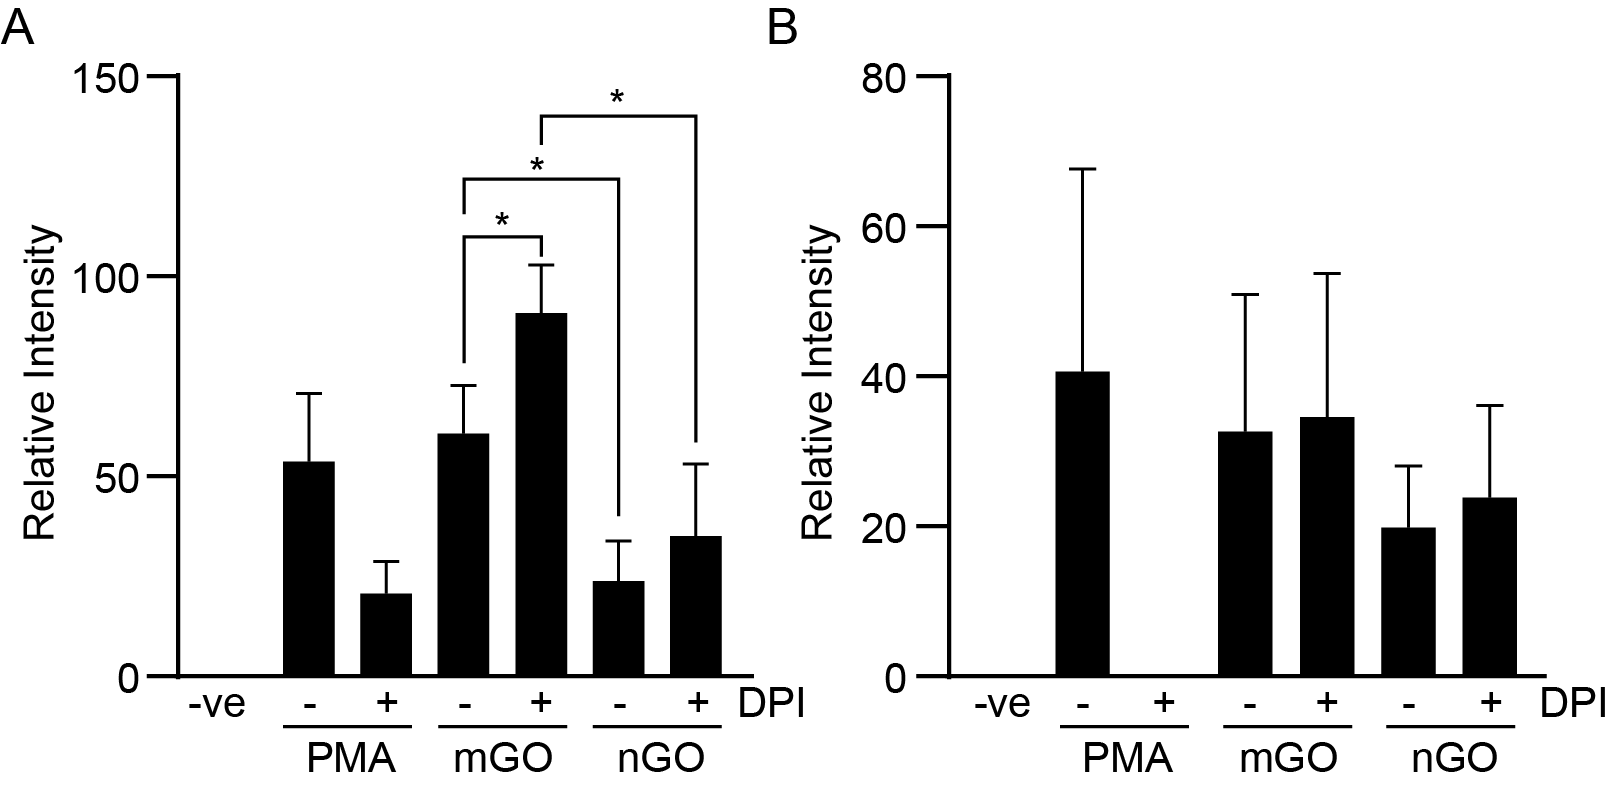 A
150
100
50
0
Relative Intensity
*
*
*
-ve - + - + - + DPI
PMA mGO nGO
B
80
60
40
20
0
Relative Intensity
-ve - + - + - + DPI
PMA mGO nGO